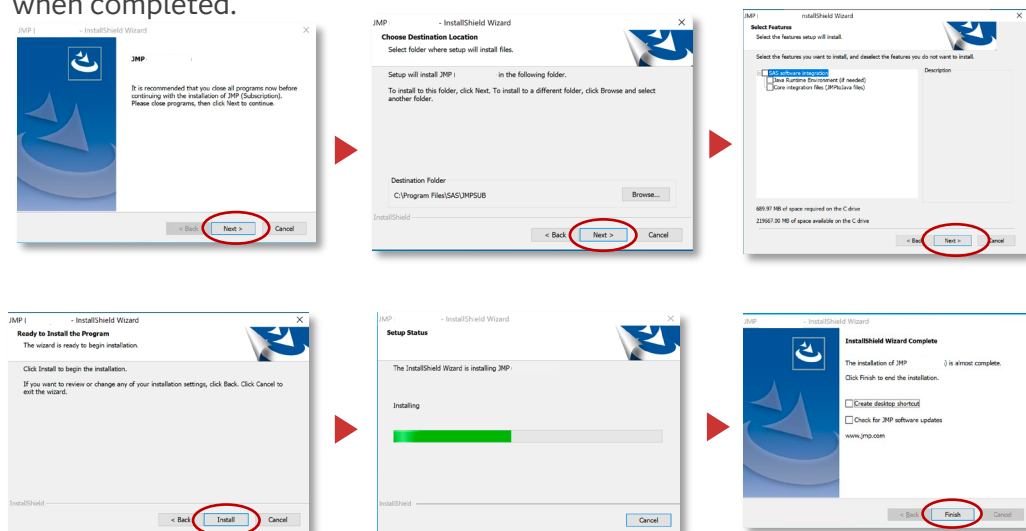 when completed.
JMP ( - InstallShield Wizard
JMP
It is recommended that you close all programs now before
continuing with the installation of JMP (Subscription).
Please close programs, then click Next to continue.
< Back
Next >
Cancel
JMP - InstallShield Wizard
Choose Destination Location
Select folder where setup will install files.
Setup will install JMP ( in the following folder.
To install to this folder, click Next. To install to a different folder, click Browse and select
another folder.
Destination Folder
C:\Program Files\SAS\JMPSUB
Browse...
InstallShield
< Back
Next >
Cancel
JMP ( nstallShield Wizard
Select Features
Select the features setup will install.
Select the features you want to install, and deselect the features you do not want to install.
SAS software integration
Java Runtime Environment (if needed)
Core integration files (JMPtoJava files)
Description
689.97 MB of space required on the C drive
219667.90 MB of space available on the C drive
< Back
Next >
Cancel
JMP ( - InstallShield Wizard
Ready to Install the Program
The wizard is ready to begin installation.
Click Install to begin the installation.
If you want to review or change any of your installation settings, click Back. Click Cancel to
exit the wizard.
InstallShield
< Back
Install
Cancel
JMP - InstallShield Wizard
Setup Status
The InstallShield Wizard is installing JMP
Installing
InstallShield
Cancel
JMP - InstallShield Wizard
InstallShield Wizard Complete
The installation of JMP ) is almost complete.
Click Finish to end the installation.
Create desktop shortcut
Check for JMP software updates
www.jmp.com
< Back
Finish
Cancel